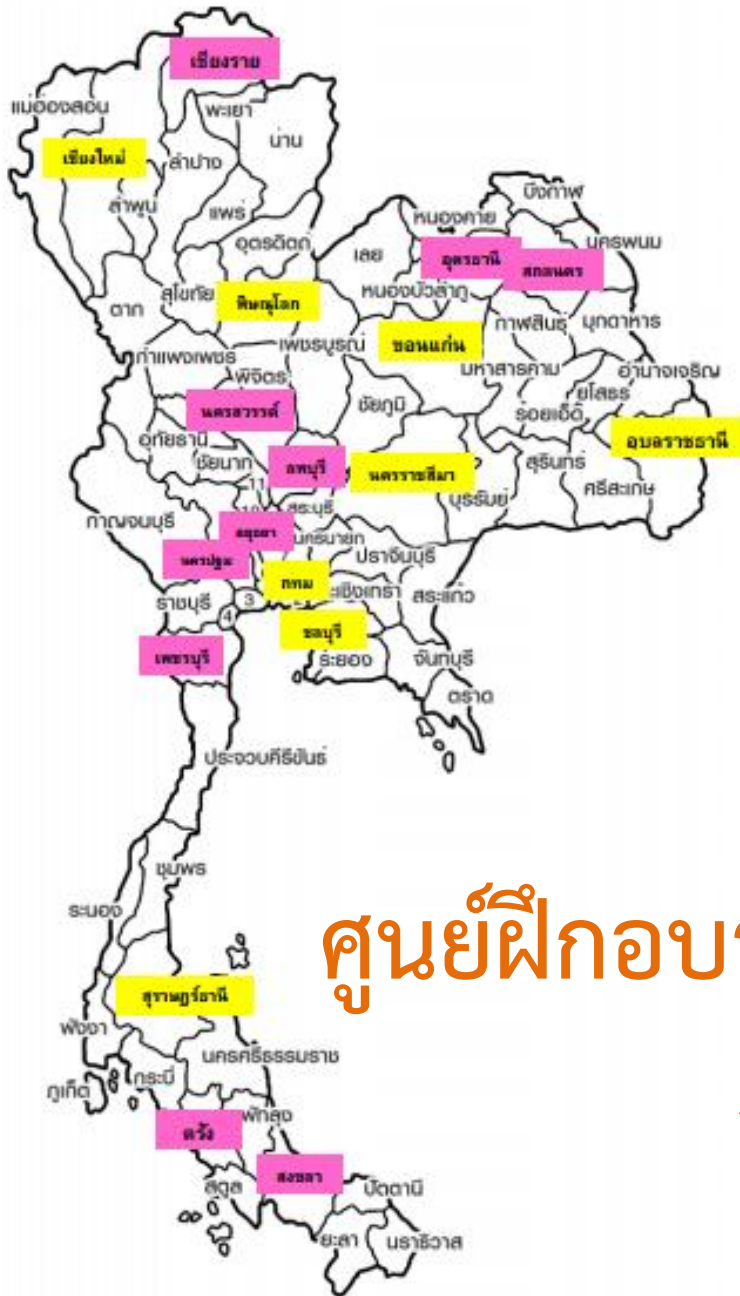 เชียงราย
แม่ฮ่องสอน
พะเยา
น่าน
เชียงใหม่
ลำปาง
บึงกาฬ
ลำพูน
แพร่
หนองคาย
อุตรดิตถ์
เลย
อุดรธานี
สกลนคร
นครพนม
ตาก
สุโขทัย
พิษณุโลก
หนองบัวลำภู
กาฬสินธุ์
มุกดาหาร
กำแพงเพชร
เพชรบูรณ์
ขอนแก่น
มหาสารคาม
อำนาจเจริญ
พิจิตร
ยโสธร
นครสวรรค์
ชัยภูมิ
ร้อยเอ็ด
อุทัยธานี
อุบลราชธานี
ชัยนาท
ลพบุรี
นครราชสีมา
สุรินทร์
11
บุรีรัมย์
ศรีสะเกษ
สระบุรี
กาญจนบุรี
อยุธยา
นครนายก
นครปฐม
ปราจีนบุรี
กทม
ะเชิงเทรา
สระแก้ว
ราชบุรี
3
4
ชลบุรี
เพชรบุรี
ระยอง
จันทบุรี
ตราด
ประจวบคีรีขันธ์
ชุมพร
ระนอง
ศูนย์ฝึกอบ
สุราษฎร์ธานี
พังงา
นครศรีธรรมราช
กระบี่
ภูเก็ต
พัทลุง
ตรัง
สงขลา
สตูล
ปัตตานี
ยะลา
นราธิวาส